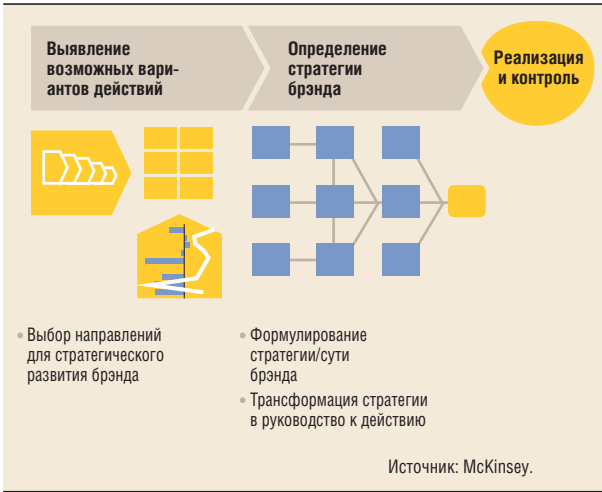 Выявление
возможных вари-
антов действий
Определение
стратегии
брэнда
Реализация
и контроль
• Выбор направлений
для стратегического
развития брэнда
• Формулирование
стратегии/сути
брэнда
• Трансформация стратегии
в руководство к действию
Источник: McKinsey.